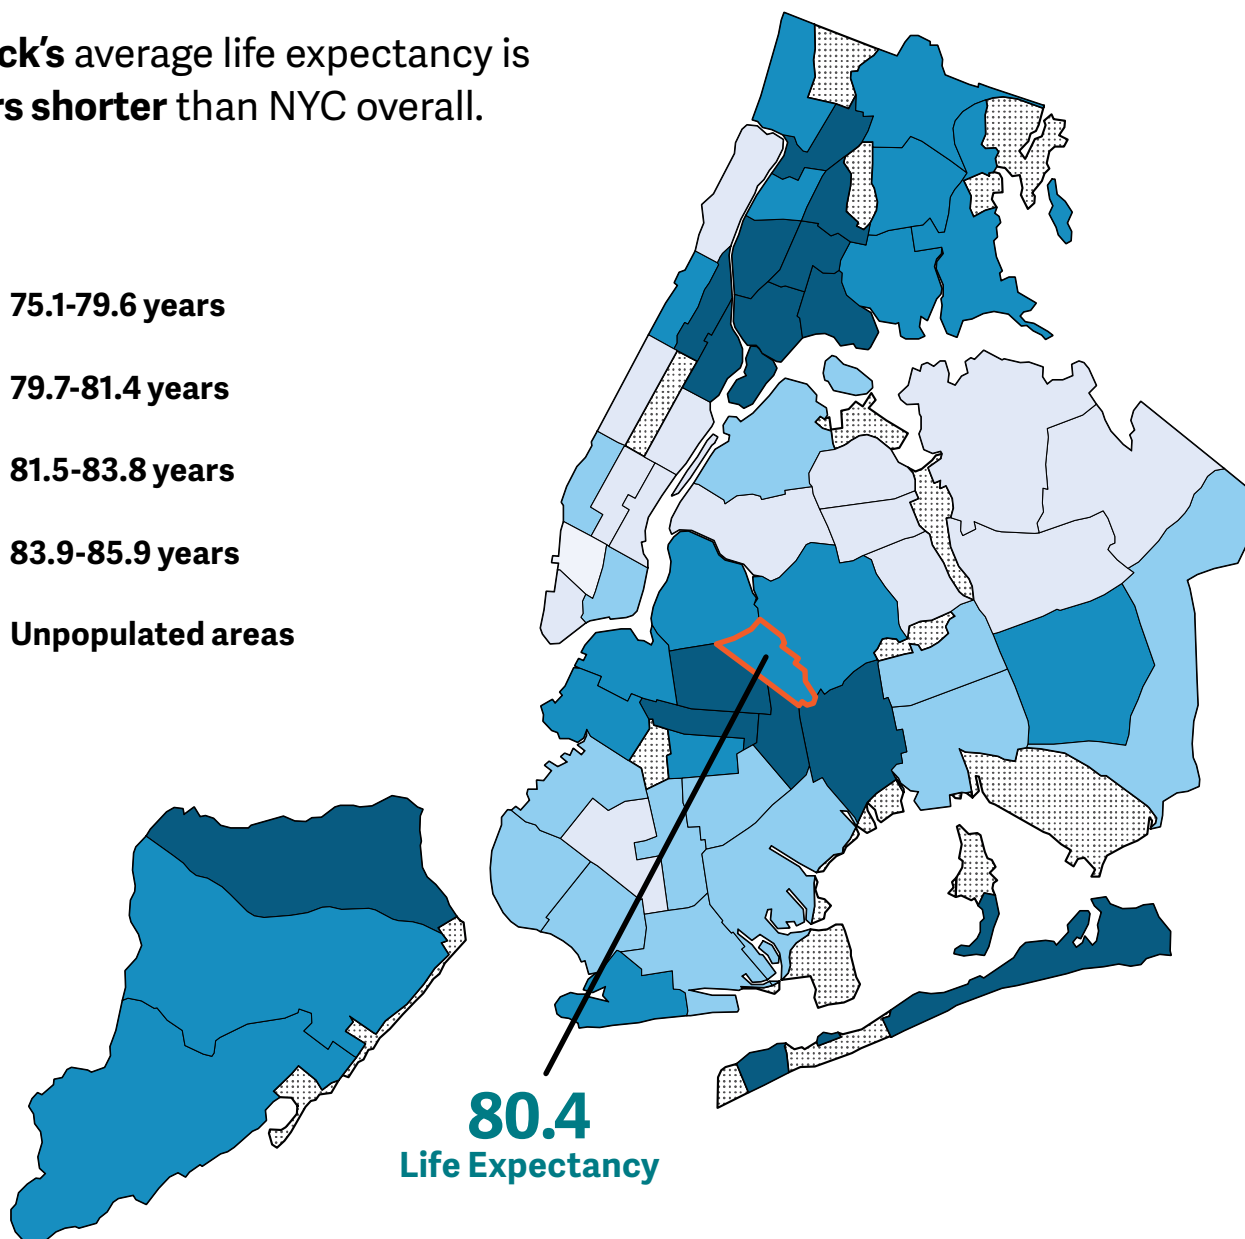 ck's average life expectancy is
rs shorter than NYC overall.
75.1-79.6 years
79.7-81.4 years
81.5-83.8 years
83.9-85.9 years
Unpopulated areas
80.4
Life Expectancy